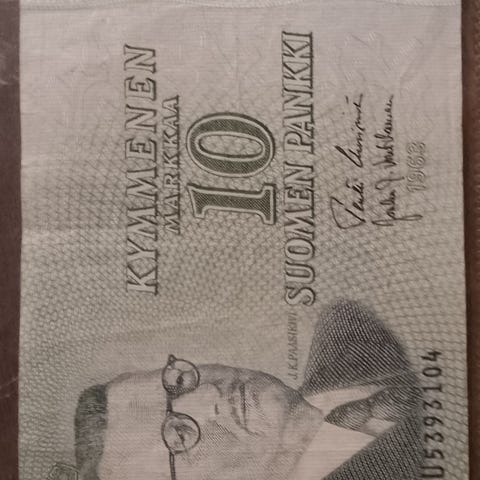 KYMMENEN
MARKKAA
10
SUOMEN PANKKI
1963
J.K.PAASIKIVI
U5393104